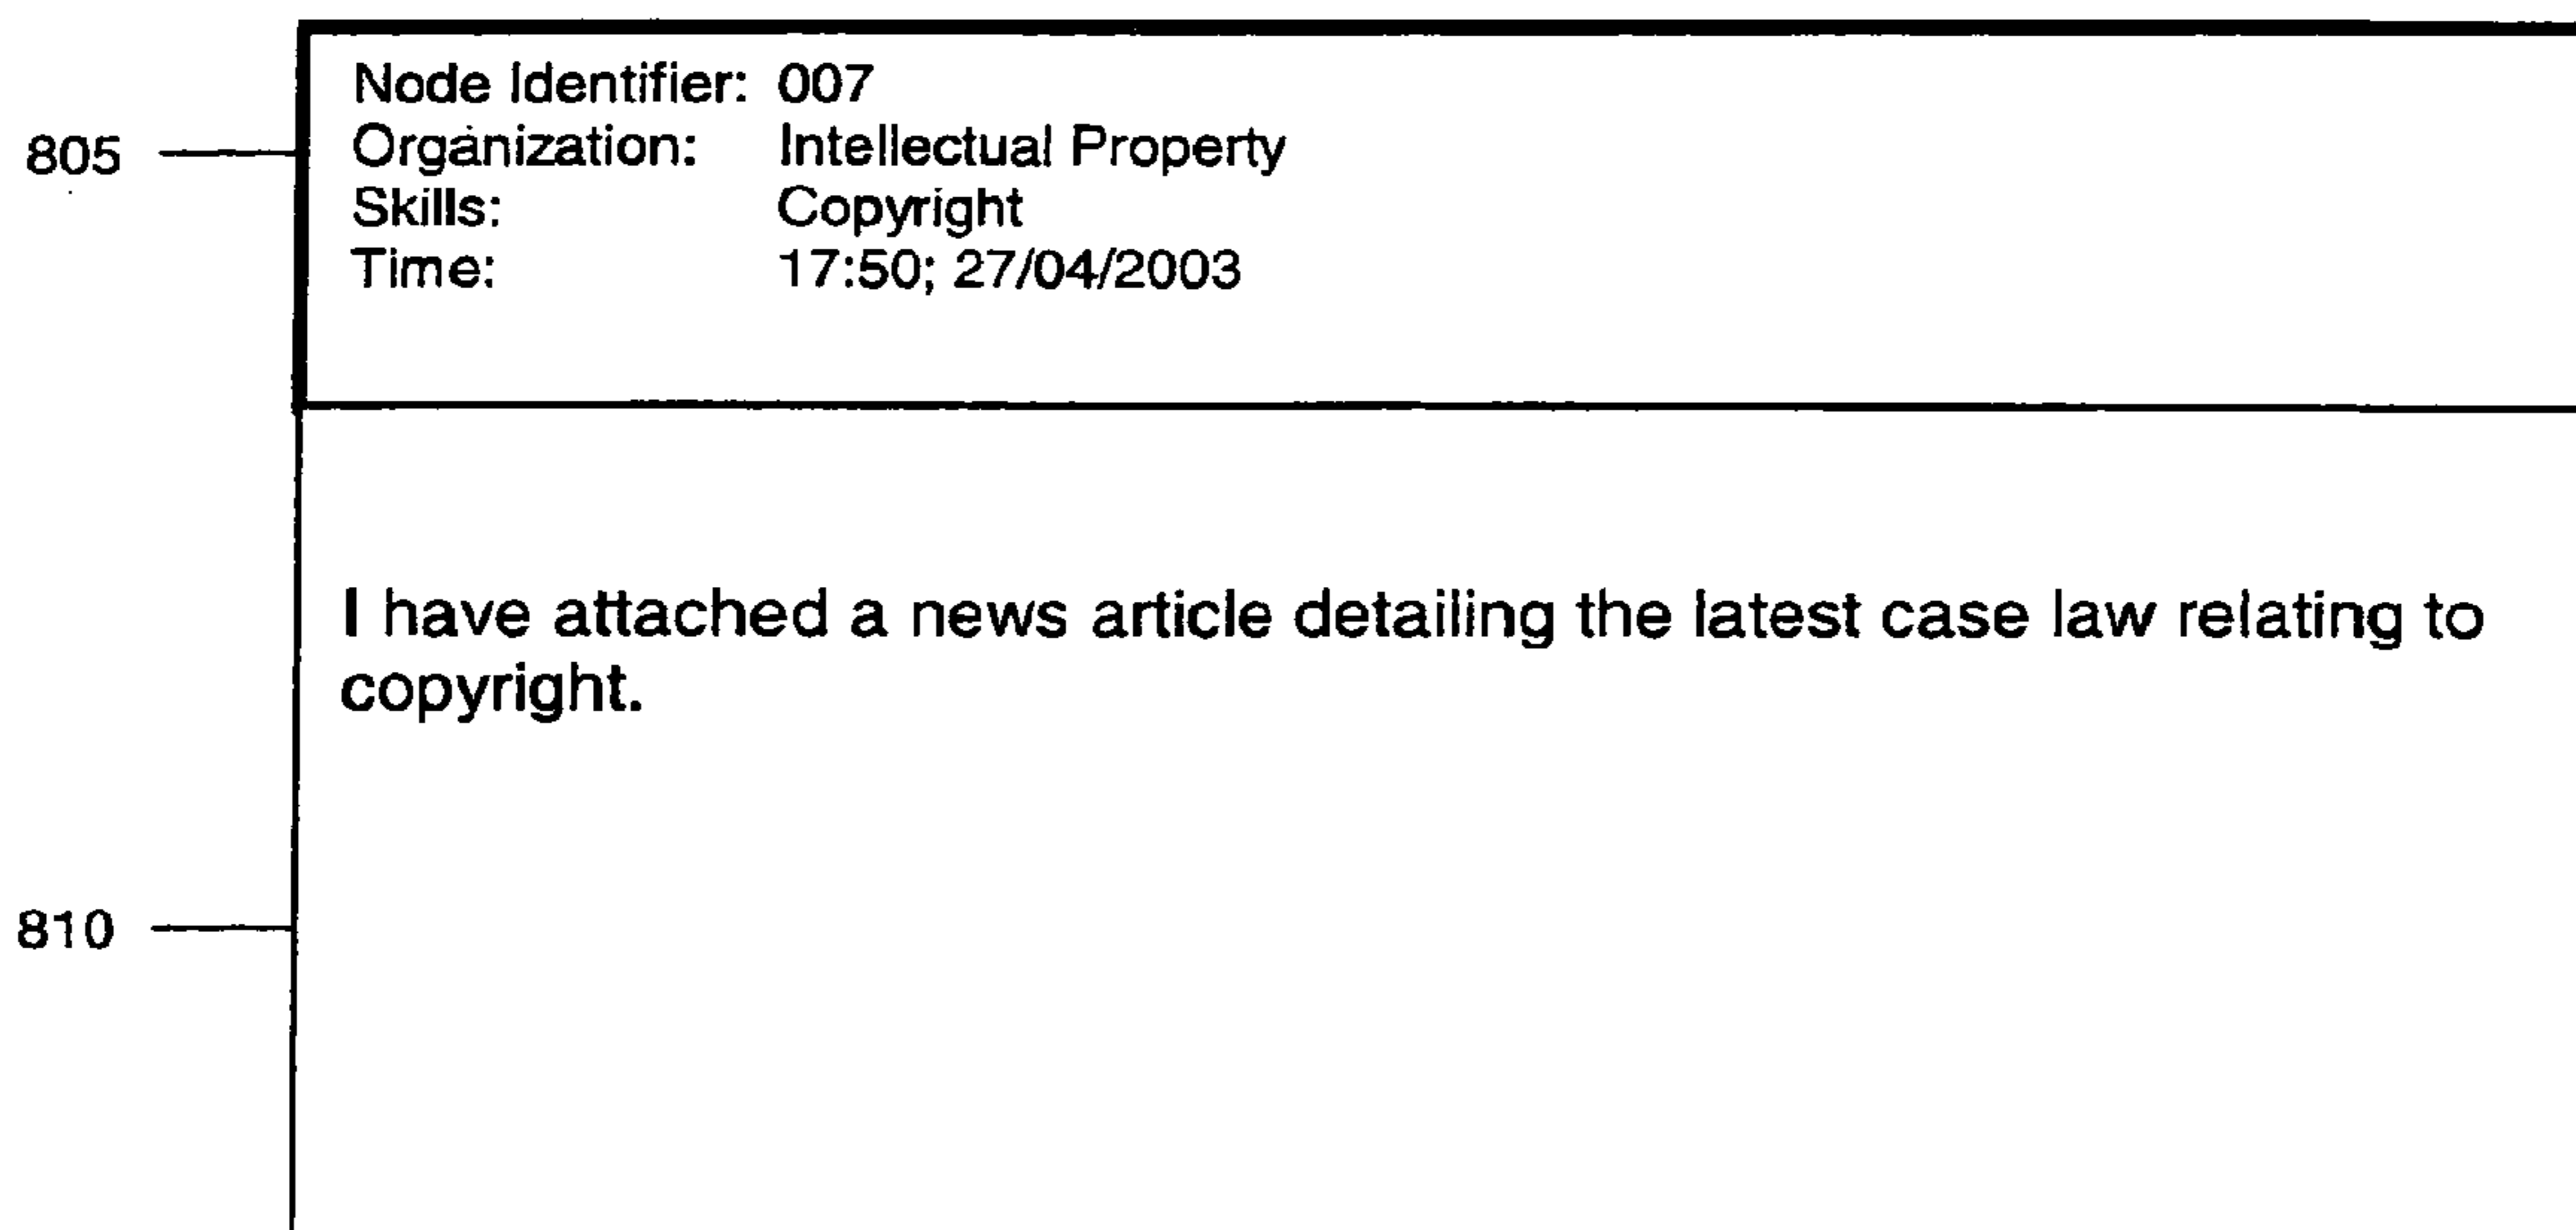 Node Identifier: 007
805 Organization: Intellectual Property
Skills: Copyright
Time: 17:50; 27/04/2003
I have attached a news article detailing the latest case law relating to
copyright.
810